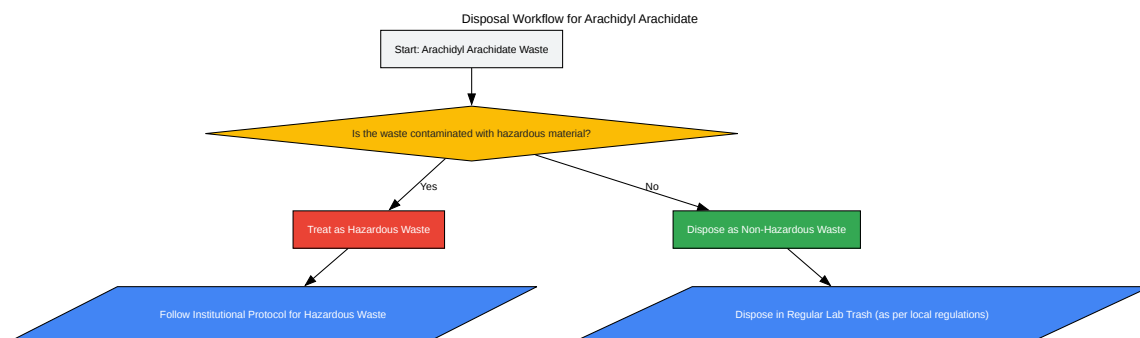 Disposal Workflow for Arachidyl Arachidate
Start: Arachidyl Arachidate Waste
Is the waste contaminated with hazardous material?
Yes
No
Treat as Hazardous Waste
Dispose as Non-Hazardous Waste
Follow Institutional Protocol for Hazardous Waste
Dispose in Regular Lab Trash (as per local regulations)